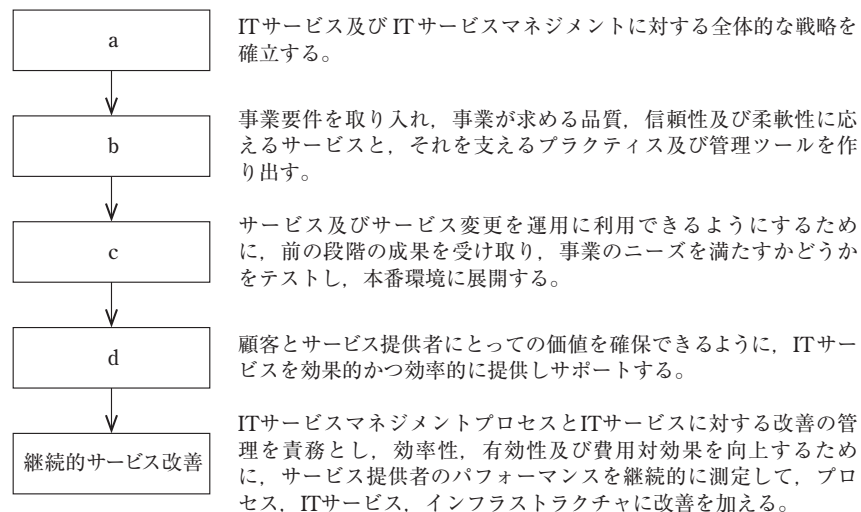 a
ITサービス及びITサービスマネジメントに対する全体的な戦略を
確立する。
b
事業要件を取り入れ，事業が求める品質，信頼性及び柔軟性に応
えるサービスと，それを支えるプラクティス及び管理ツールを作
り出す。
c
サービス及びサービス変更を運用に利用できるようにするため
に，前の段階の成果を受け取り，事業のニーズを満たすかどうか
をテストし，本番環境に展開する。
d
顧客とサービス提供者にとっての価値を確保できるように，ITサー
ビスを効果的かつ効率的に提供しサポートする。
継続的サービス改善
ITサービスマネジメントプロセスとITサービスに対する改善の管
理を責務とし，効率性，有効性及び費用対効果を向上するため
に，サービス提供者のパフォーマンスを継続的に測定して，プロ
セス，ITサービス，インフラストラクチャに改善を加える。